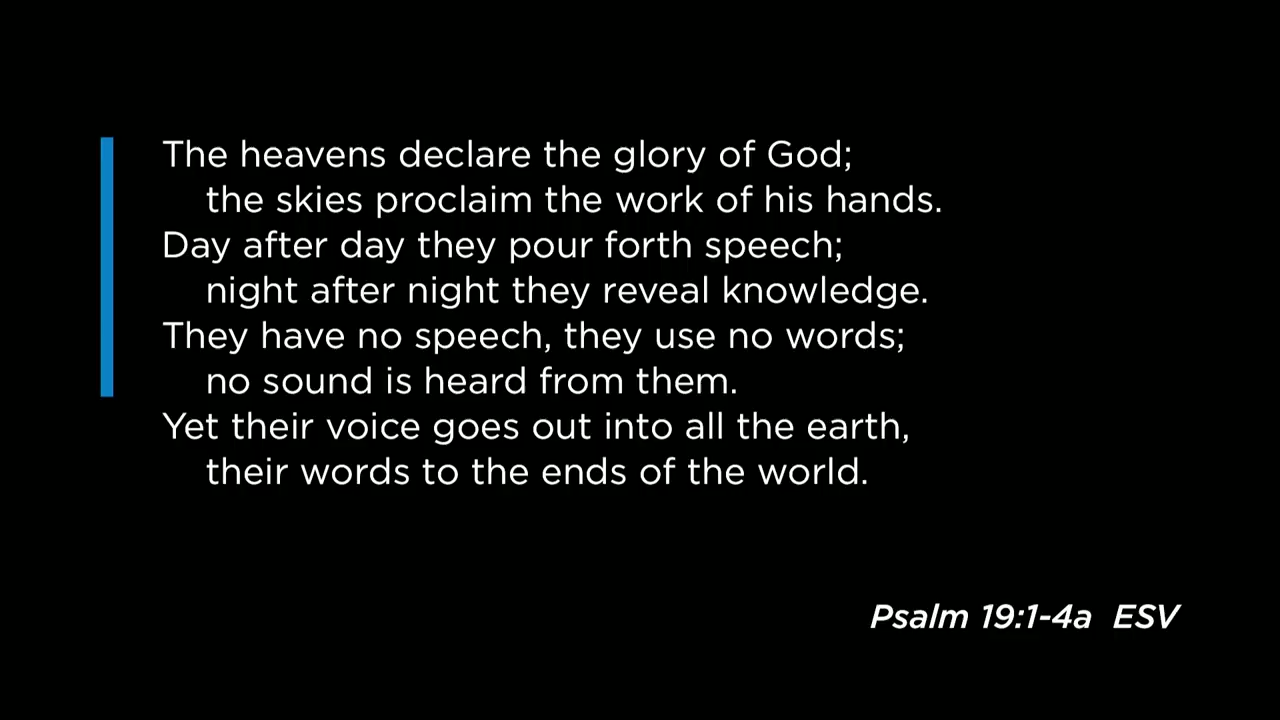 The heavens declare the glory of God;
the skies proclaim the work of his hands.
Day after day they pour forth speech;
night after night they reveal knowledge.
They have no speech, they use no words;
no sound is heard from them.
Yet their voice goes out into all the earth,
their words to the ends of the world.
Psalm 19:1-4a ESV